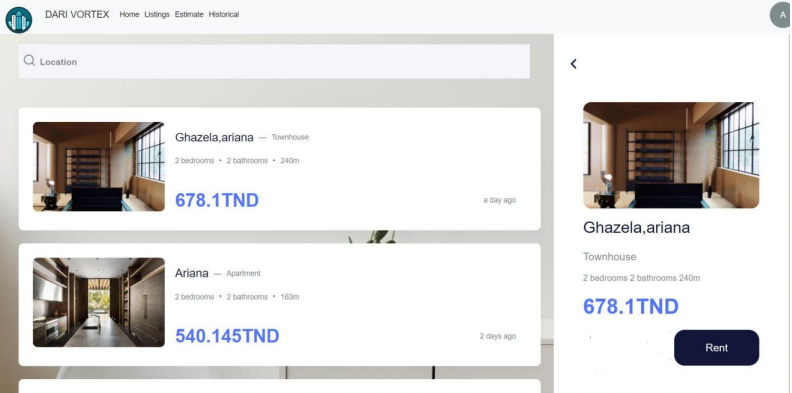 DARI VORTEX Home Listings Estimate Historical
A
Location
Ghazela,ariana — Townhouse
2 bedrooms • 2 bathrooms • 240m
678.1TND
a day ago
Ariana — Apartment
2 bedrooms • 2 bathrooms • 163m
540.145TND
2 days ago
Ghazela,ariana
Townhouse
2 bedrooms 2 bathrooms 240m
678.1TND
Rent